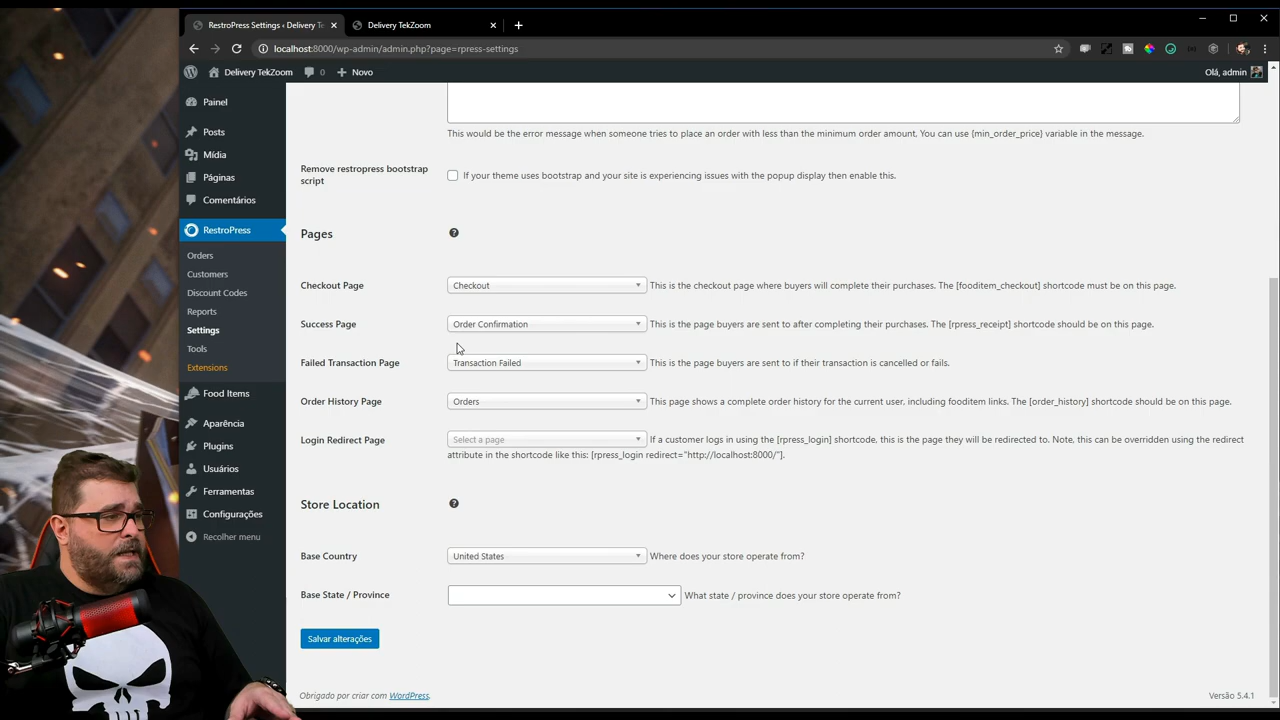 RestroPress Settings ‹ Delivery Te
Delivery TekZoom
localhost:8000/wp-admin/admin.php?page=rpress-settings
Delivery TekZoom
0
Novo
Olá, admin
Painel
Posts
Mídia
Páginas
Comentários
RestroPress
Orders
Customers
Discount Codes
Reports
Settings
Tools
Extensions
Food Items
Aparência
Plugins
Usuários
Ferramentas
Configurações
Recolher menu
This would be the error message when someone tries to place an order with less than the minimum order amount. You can use {min_order_price} variable in the message.
Remove restropress bootstrap
script
If your theme uses bootstrap and your site is experiencing issues with the popup display then enable this.
Pages
Checkout Page
Checkout
This is the checkout page where buyers will complete their purchases. The [fooditem_checkout] shortcode must be on this page.
Success Page
Order Confirmation
This is the page buyers are sent to after completing their purchases. The [rpress_receipt] shortcode should be on this page.
Failed Transaction Page
Transaction Failed
This is the page buyers are sent to if their transaction is cancelled or fails.
Order History Page
Orders
This page shows a complete order history for the current user, including fooditem links. The [order_history] shortcode should be on this page.
Login Redirect Page
Select a page
If a customer logs in using the [rpress_login] shortcode, this is the page they will be redirected to. Note, this can be overridden using the redirect
attribute in the shortcode like this: [rpress_login redirect="http://localhost:8000/"].
Store Location
Base Country
United States
Where does your store operate from?
Base State / Province
What state / province does your store operate from?
Salvar alterações
Obrigado por criar com WordPress.
Versão 5.4.1